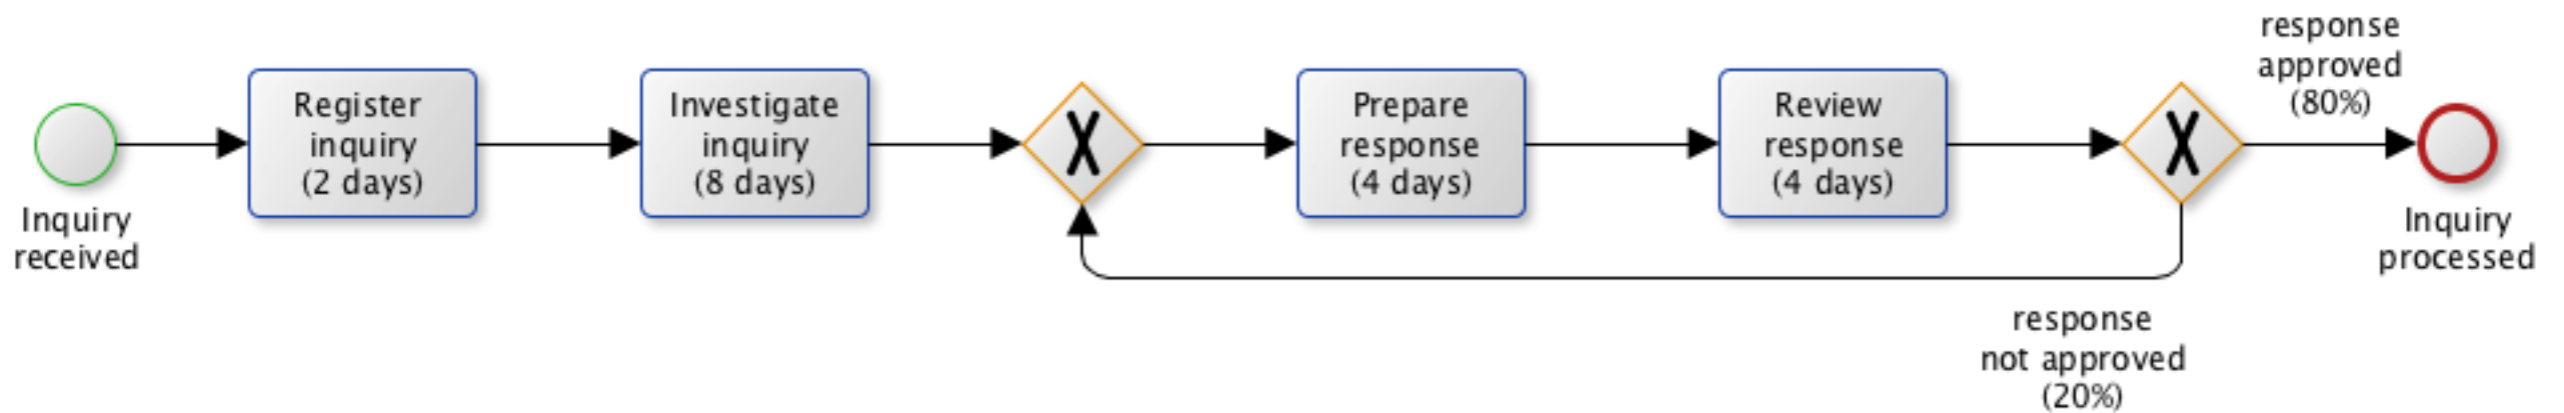 Inquiry
received
Register
inquiry
(2 days)
Investigate
inquiry
(8 days)
X
Prepare
response
(4 days)
Review
response
(4 days)
X
response
approved
(80%)
response
not approved
(20%)
Inquiry
processed